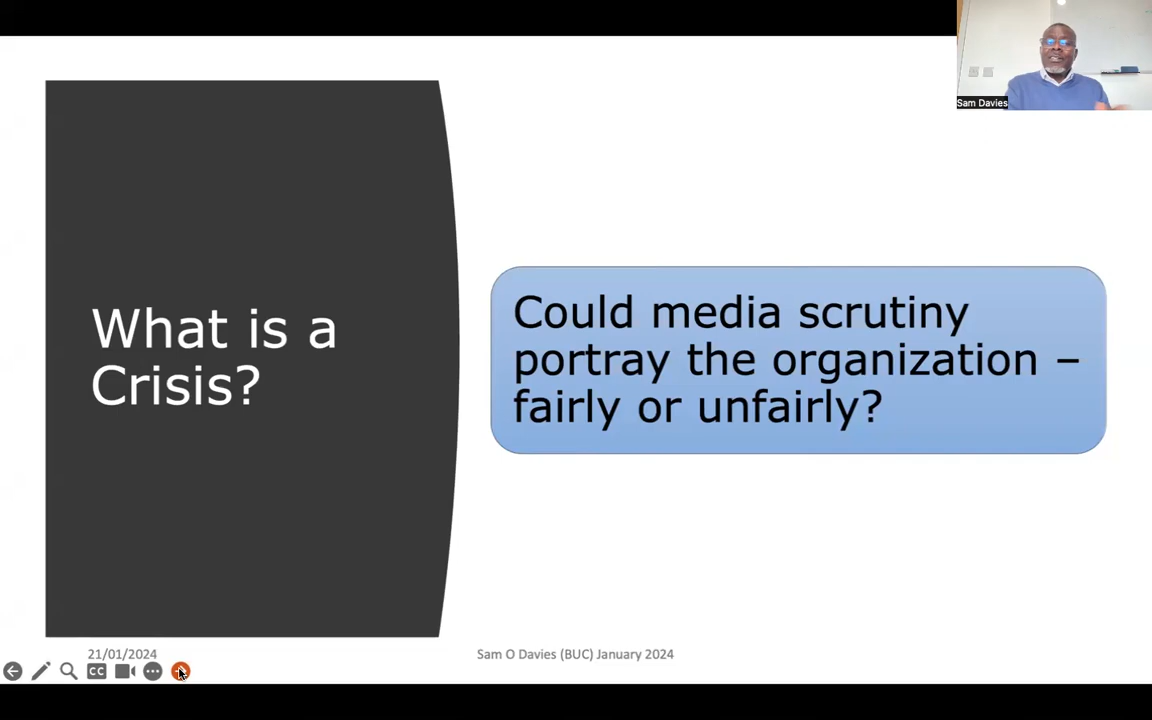 Sam Davies
What is a
Crisis?
Could media scrutiny
portray the organization –
fairly or unfairly?
21/01/2024
Sam O Davies (BUC) January 2024
CC